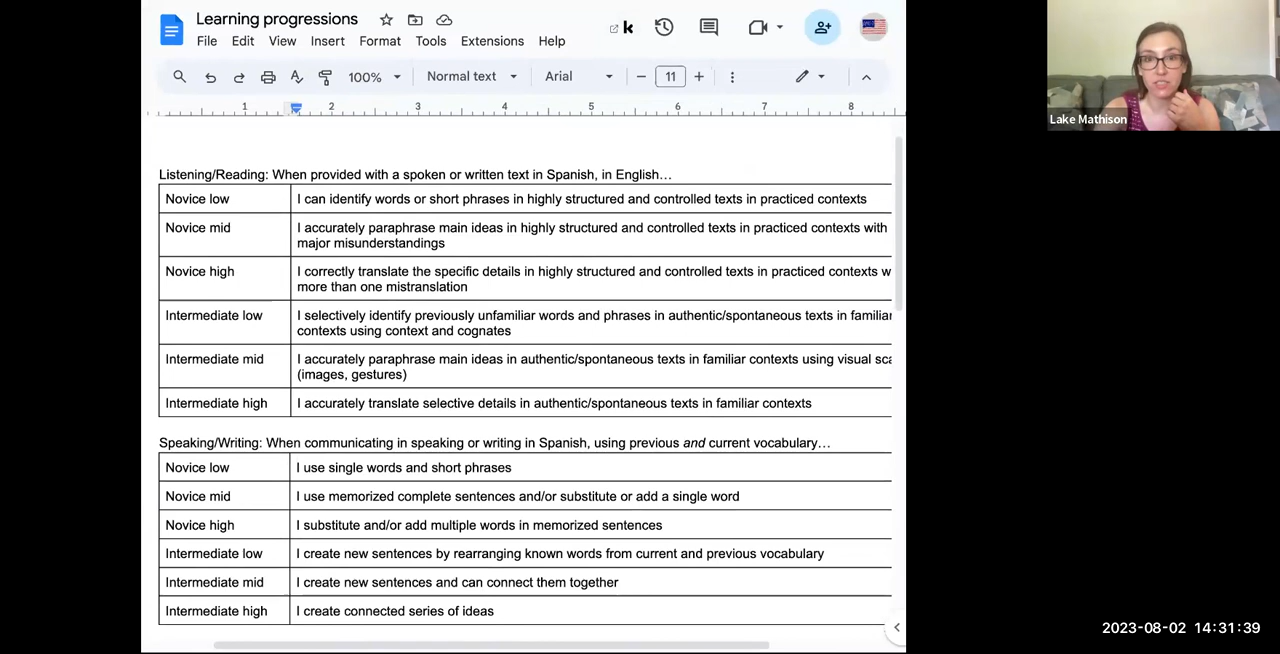 Learning progressions
k
File Edit View Insert Format Tools Extensions Help
100% Normal text Arial 11
1 2 3 4 5 6 7 8
Lake Mathison
Listening/Reading: When provided with a spoken or written text in Spanish, in English…
Novice low I can identify words or short phrases in highly structured and controlled texts in practiced contexts
Novice mid I accurately paraphrase main ideas in highly structured and controlled texts in practiced contexts with
major misunderstandings
Novice high I correctly translate the specific details in highly structured and controlled texts in practiced contexts
more than one mistranslation
Intermediate low I selectively identify previously unfamiliar words and phrases in authentic/spontaneous texts in familiar
contexts using context and cognates
Intermediate mid I accurately paraphrase main ideas in authentic/spontaneous texts in familiar contexts using visual
(images, gestures)
Intermediate high I accurately translate selective details in authentic/spontaneous texts in familiar contexts
Speaking/Writing: When communicating in speaking or writing in Spanish, using previous and current vocabulary…
Novice low I use single words and short phrases
Novice mid I use memorized complete sentences and/or substitute or add a single word
Novice high I substitute and/or add multiple words in memorized sentences
Intermediate low I create new sentences by rearranging known words from current and previous vocabulary
Intermediate mid I create new sentences and can connect them together
Intermediate high I create connected series of ideas
2023-08-02 14:31:39